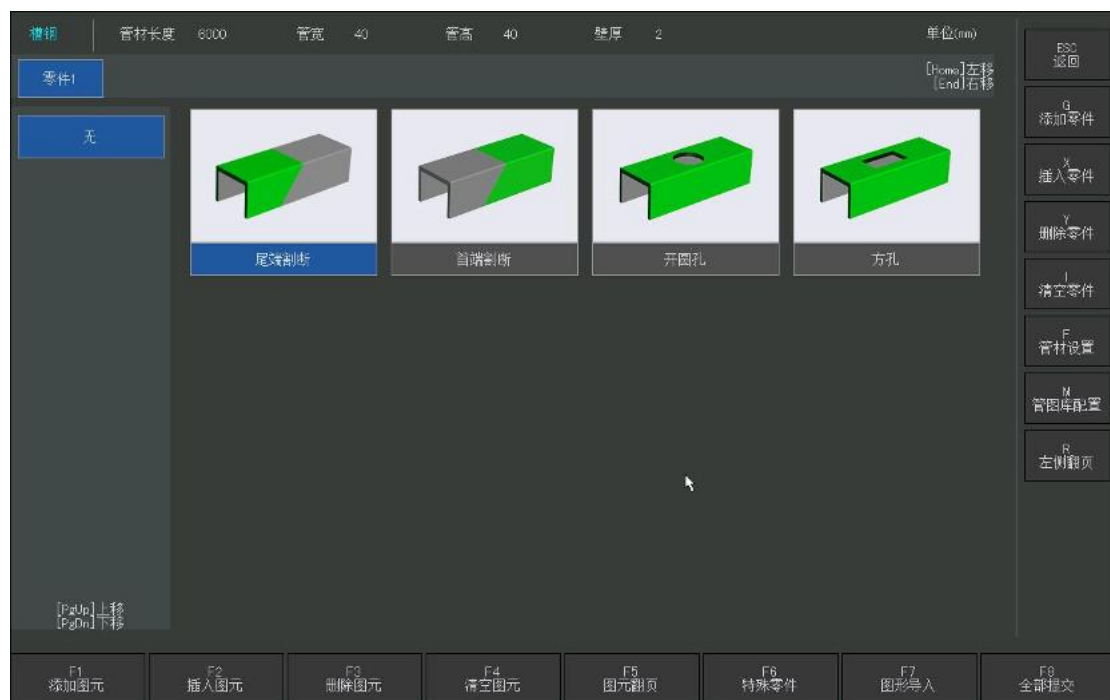 槽钢 管材长度 6000 管宽 40 管高 40 壁厚 2 单位(mm)
零件1
[Home]左移
[End]右移
无
尾端割断 首端割断 开圆孔 方孔
[PgUp]上移
[PgDn]下移
ESC
返回
G
添加零件
X
插入零件
Y
删除零件
I
清空零件
F
管材设置
M
管图库配置
R
左侧翻页
F1
添加图元
F2
插入图元
F3
删除图元
F4
清空图元
F5
图元翻页
F6
特殊零件
F7
图形导入
F8
全部提交